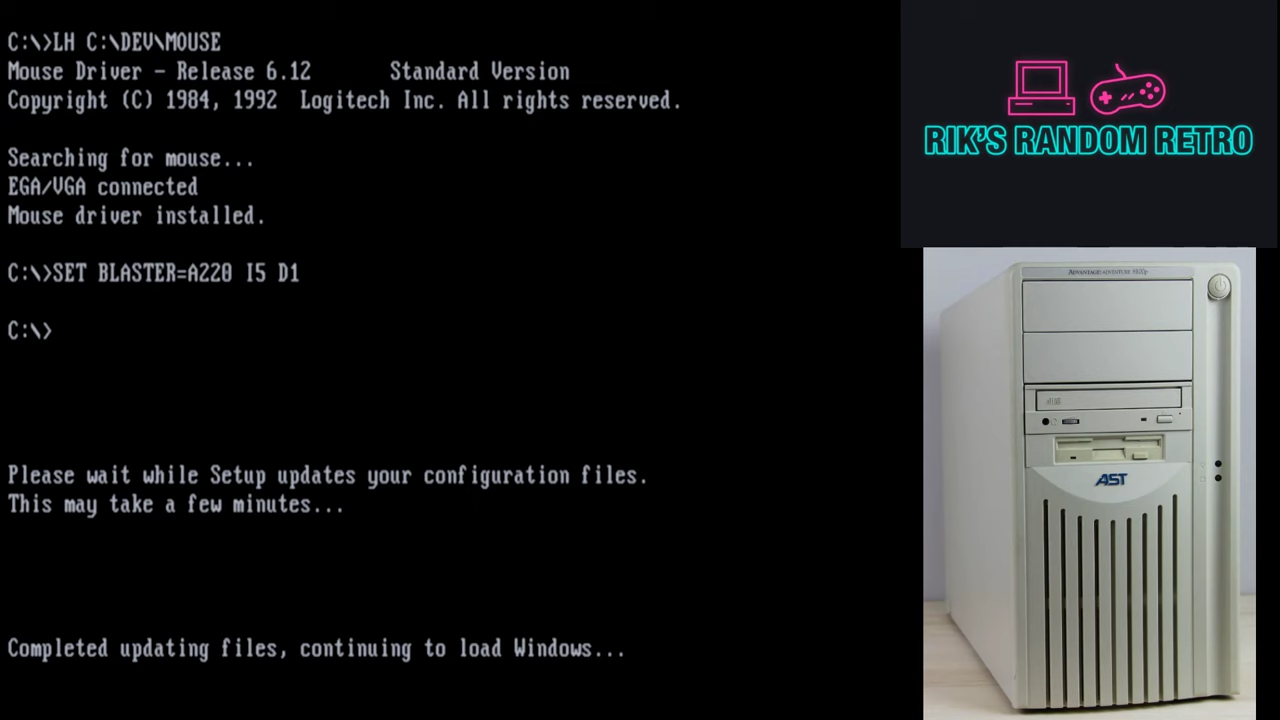 C:\>LH C:\DEV\MOUSE
Mouse Driver - Release 6.12 Standard Version
Copyright (C) 1984, 1992 Logitech Inc. All rights reserved.
Searching for mouse...
EGA/VGA connected
Mouse driver installed.
C:\>SET BLASTER=A220 I5 D1
C:\>
Please wait while Setup updates your configuration files.
This may take a few minutes...
Completed updating files, continuing to load Windows...
RIK'S RANDOM RETRO
AST